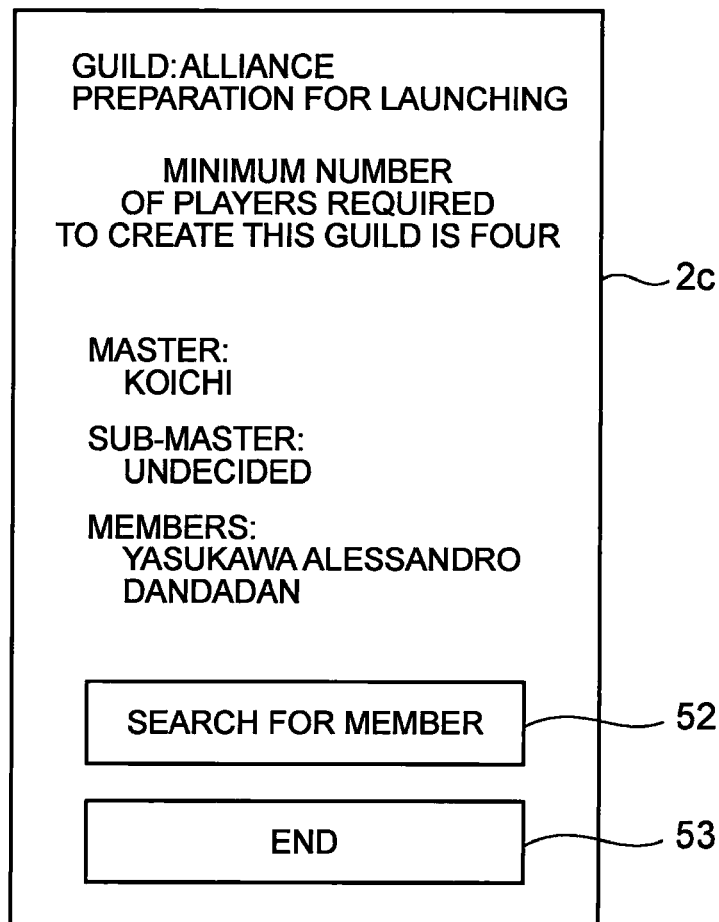 GUILD:ALLIANCE
PREPARATION FOR LAUNCHING
MINIMUM NUMBER
OF PLAYERS REQUIRED
TO CREATE THIS GUILD IS FOUR
2c
MASTER:
KOICHI
SUB-MASTER:
UNDECIDED
MEMBERS:
YASUKAWA ALESSANDRO
DANDADAN
SEARCH FOR MEMBER
52
END
53